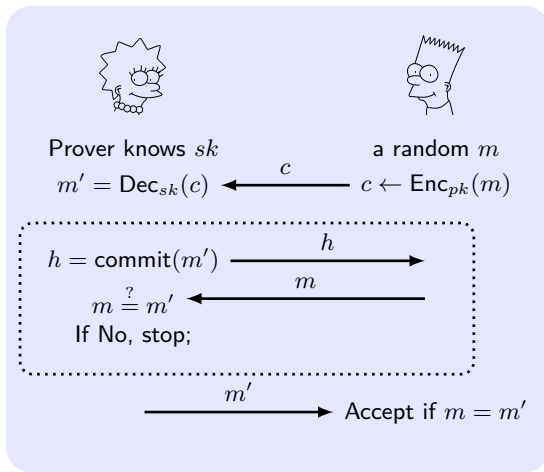 Prover knows sk a random m
m′ = Dec_sk(c) c c ← Enc_pk(m)
h = commit(m′) h
m ≟ m′ m
If No, stop;
m′ Accept if m = m′